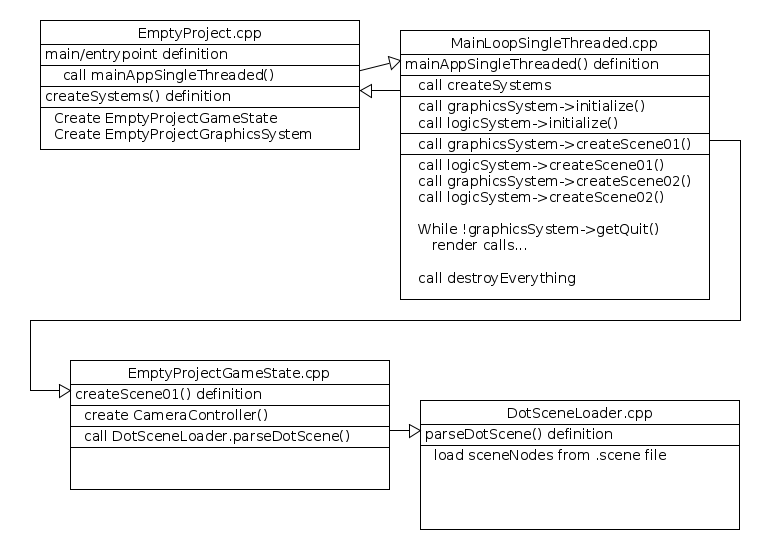 EmptyProject.cpp
main/entrypoint definition
call mainAppSingleThreaded()
createSystems() definition
Create EmptyProjectGameState
Create EmptyProjectGraphicsSystem
MainLoopSingleThreaded.cpp
mainAppSingleThreaded() definition
call createSystems
call graphicsSystem->initialize()
call logicSystem->initialize()
call graphicsSystem->createScene01()
call logicSystem->createScene01()
call graphicsSystem->createScene02()
call logicSystem->createScene02()
While !graphicsSystem->getQuit()
render calls...
call destroyEverything
EmptyProjectGameState.cpp
createScene01() definition
create CameraController()
call DotSceneLoader.parseDotScene()
DotSceneLoader.cpp
parseDotScene() definition
load sceneNodes from .scene file